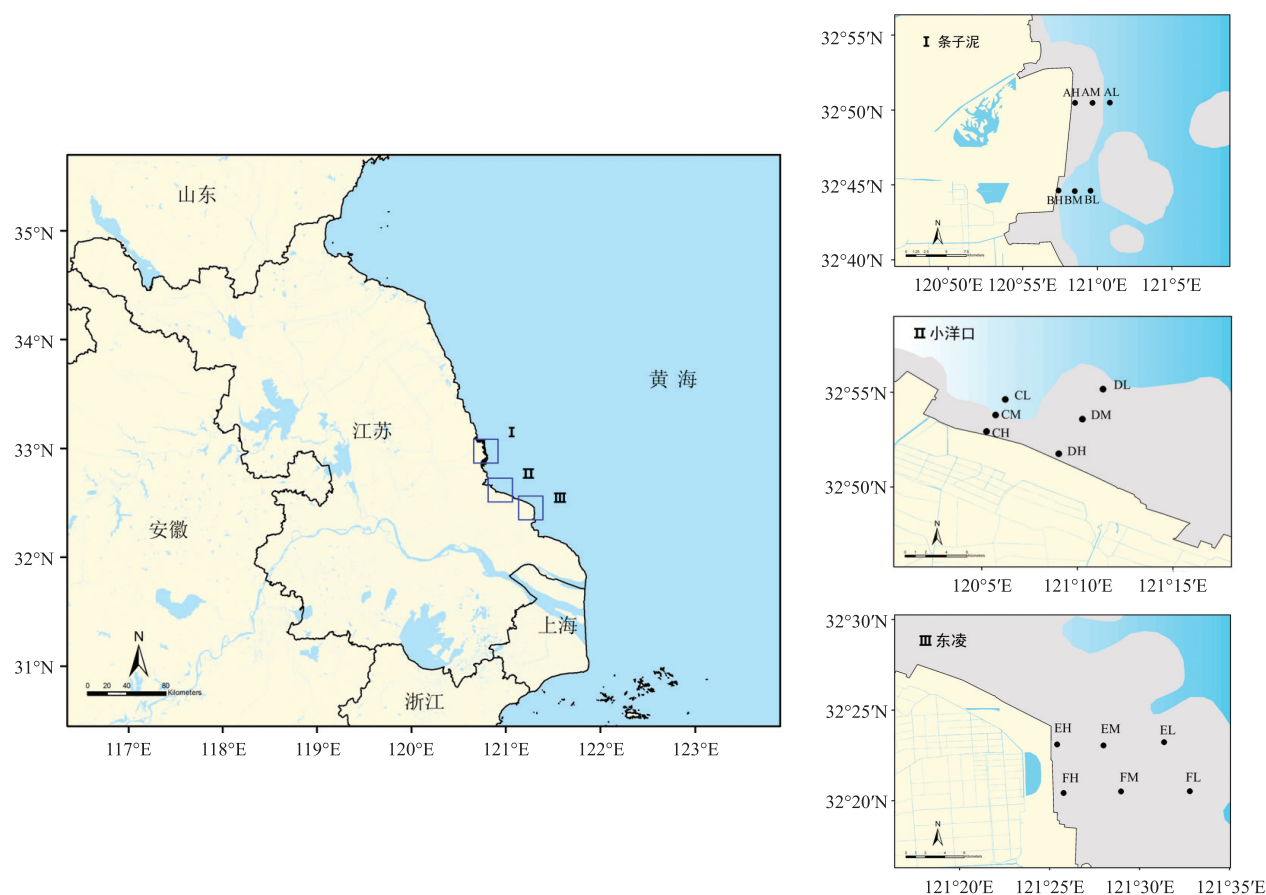 山东
35°N
34°N
黄 海
江苏
33°N
I
II
III
安徽
32°N
上海
31°N
N
0 20 40 80
Kilometers
浙江
117°E 118°E 119°E 120°E 121°E 122°E 123°E
32°55′N
I 条子泥
AH AM AL
32°50′N
32°45′N
BH BM BL
N
Kilometers
32°40′N
120°50′E 120°55′E 121°0′E 121°5′E
II 小洋口
32°55′N
DL
CL
CM
DM
CH
DH
32°50′N
N
Kilometers
120°5′E 121°10′E 121°15′E
32°30′N
III 东凌
32°25′N
EH EM EL
FH FM FL
32°20′N
N
Kilometers
121°20′E 121°25′E 121°30′E 121°35′E